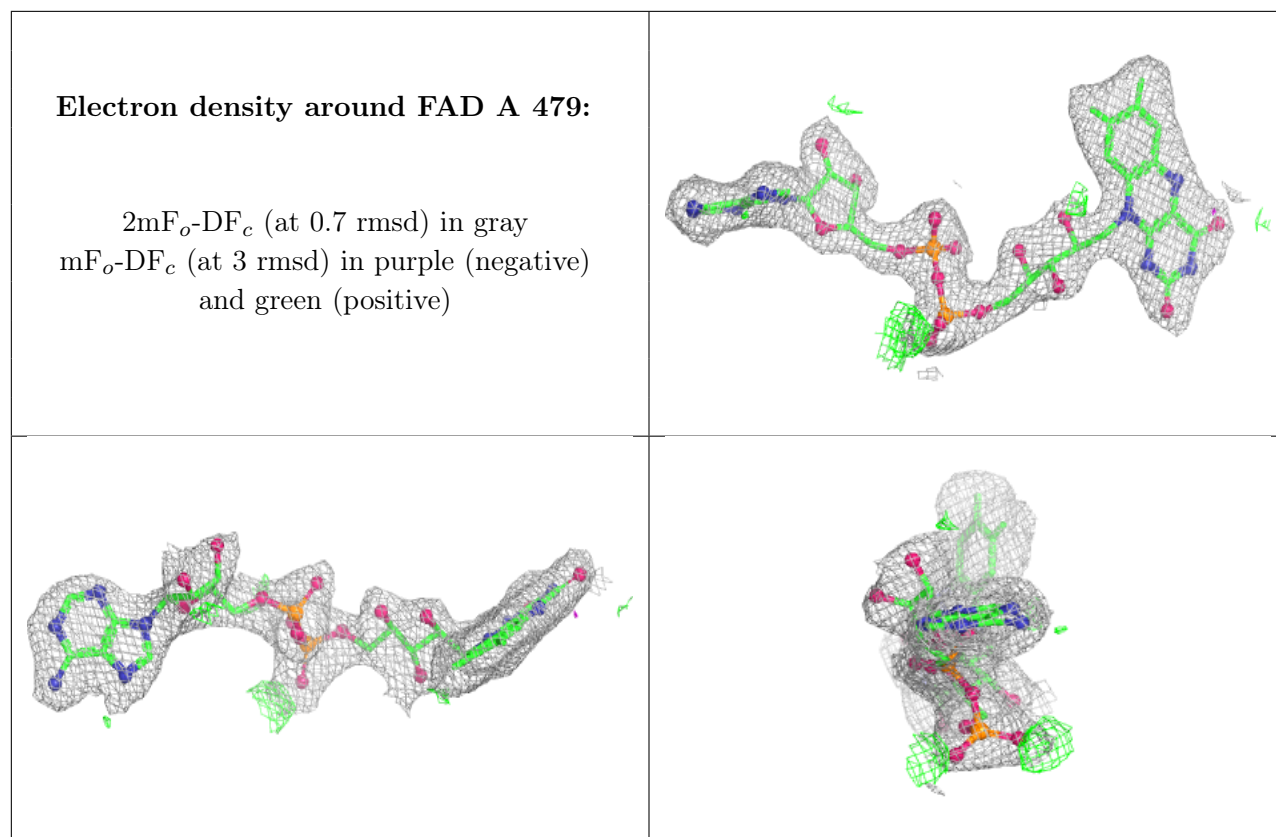 Electron density around FAD A 479:
2mFₒ-DF𝑐 (at 0.7 rmsd) in gray
mFₒ-DF𝑐 (at 3 rmsd) in purple (negative)
and green (positive)